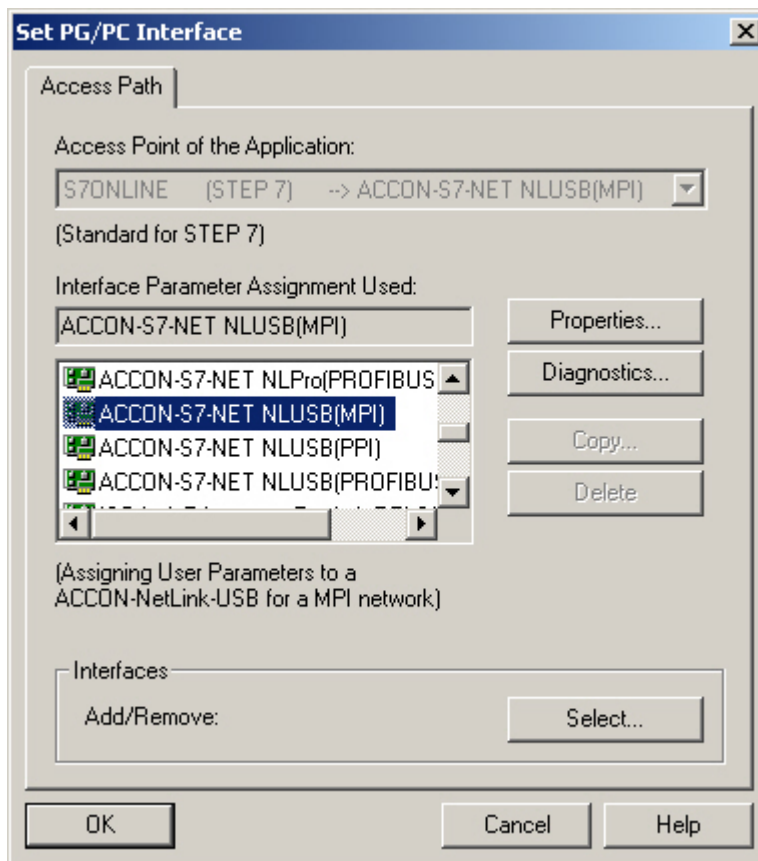 Set PG/PC Interface
Access Path
Access Point of the Application:
S7ONLINE (STEP 7) --> ACCON-S7-NET NLUSB(MPI)
(Standard for STEP 7)
Interface Parameter Assignment Used:
ACCON-S7-NET NLUSB(MPI)
Properties...
ACCON-S7-NET NLPro(PROFIBUS
Diagnostics...
ACCON-S7-NET NLUSB(MPI)
ACCON-S7-NET NLUSB(PPI)
Copy...
ACCON-S7-NET NLUSB(PROFIBUS
Delete
(Assigning User Parameters to a
ACCON-NetLink-USB for a MPI network)
Interfaces
Add/Remove:
Select...
OK
Cancel
Help